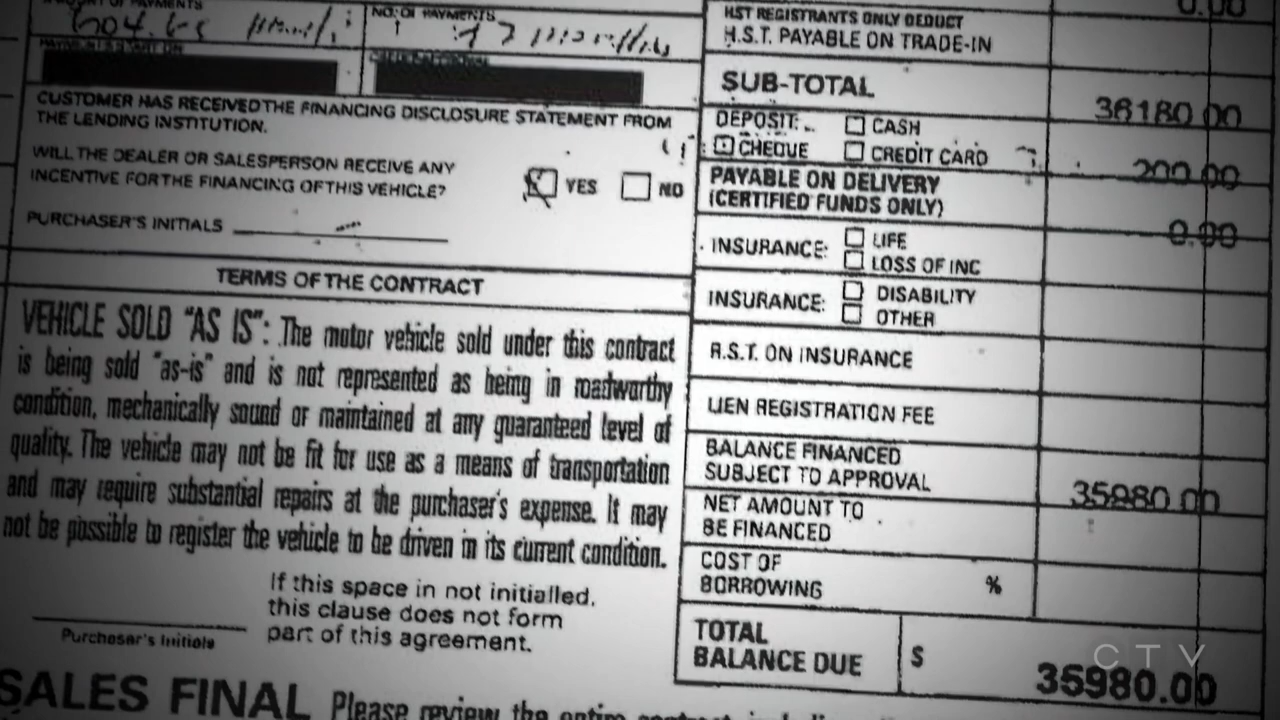 NO. OF PAYMENTS
CUSTOMER HAS RECEIVED THE FINANCING DISCLOSURE STATEMENT FROM
THE LENDING INSTITUTION.
WILL THE DEALER OR SALESPERSON RECEIVE ANY
INCENTIVE FOR THE FINANCING OF THIS VEHICLE? YES NO
PURCHASER'S INITIALS
TERMS OF THE CONTRACT
VEHICLE SOLD "AS IS": The motor vehicle sold under this contract
is being sold "as-is" and is not represented as being in roadworthy
condition, mechanically sound or maintained at any guaranteed level of
quality. The vehicle may not be fit for use as a means of transportation
and may require substantial repairs at the purchaser's expense. It may
not be possible to register the vehicle to be driven in its current condition.
If this space in not initialled,
this clause does not form
part of this agreement.
Purchaser's Initials
SALES FINAL Please review the entire contract
0.00
HST REGISTRANTS ONLY DEDUCT
H.S.T. PAYABLE ON TRADE-IN
SUB-TOTAL 36180.00
DEPOSIT: CASH
CHEQUE CREDIT CARD 200.00
PAYABLE ON DELIVERY
(CERTIFIED FUNDS ONLY) 0.00
INSURANCE: LIFE
LOSS OF INC
INSURANCE: DISABILITY
OTHER
R.S.T. ON INSURANCE
LIEN REGISTRATION FEE
BALANCE FINANCED
SUBJECT TO APPROVAL 35980.00
NET AMOUNT TO
BE FINANCED
COST OF
BORROWING %
TOTAL
BALANCE DUE $ 35980.00
CTV